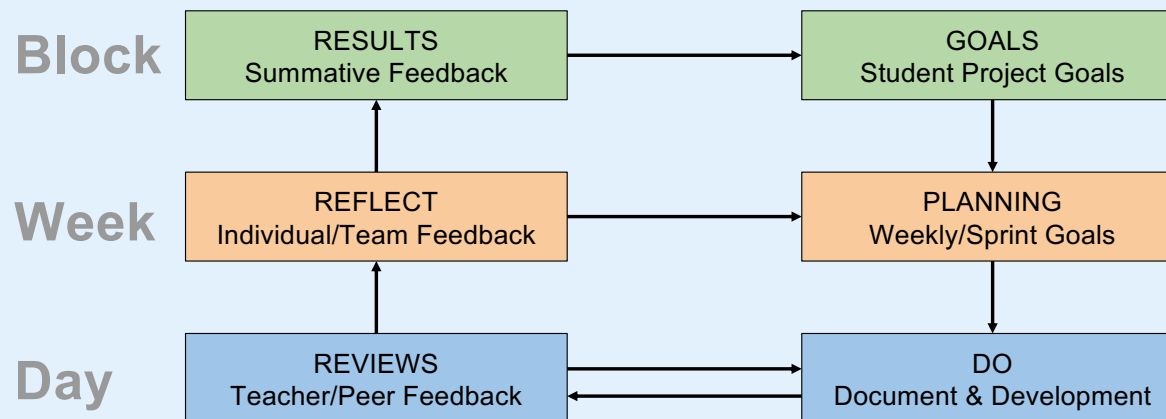 Block
RESULTS
Summative Feedback
GOALS
Student Project Goals
Week
REFLECT
Individual/Team Feedback
PLANNING
Weekly/Sprint Goals
Day
REVIEWS
Teacher/Peer Feedback
DO
Document & Development